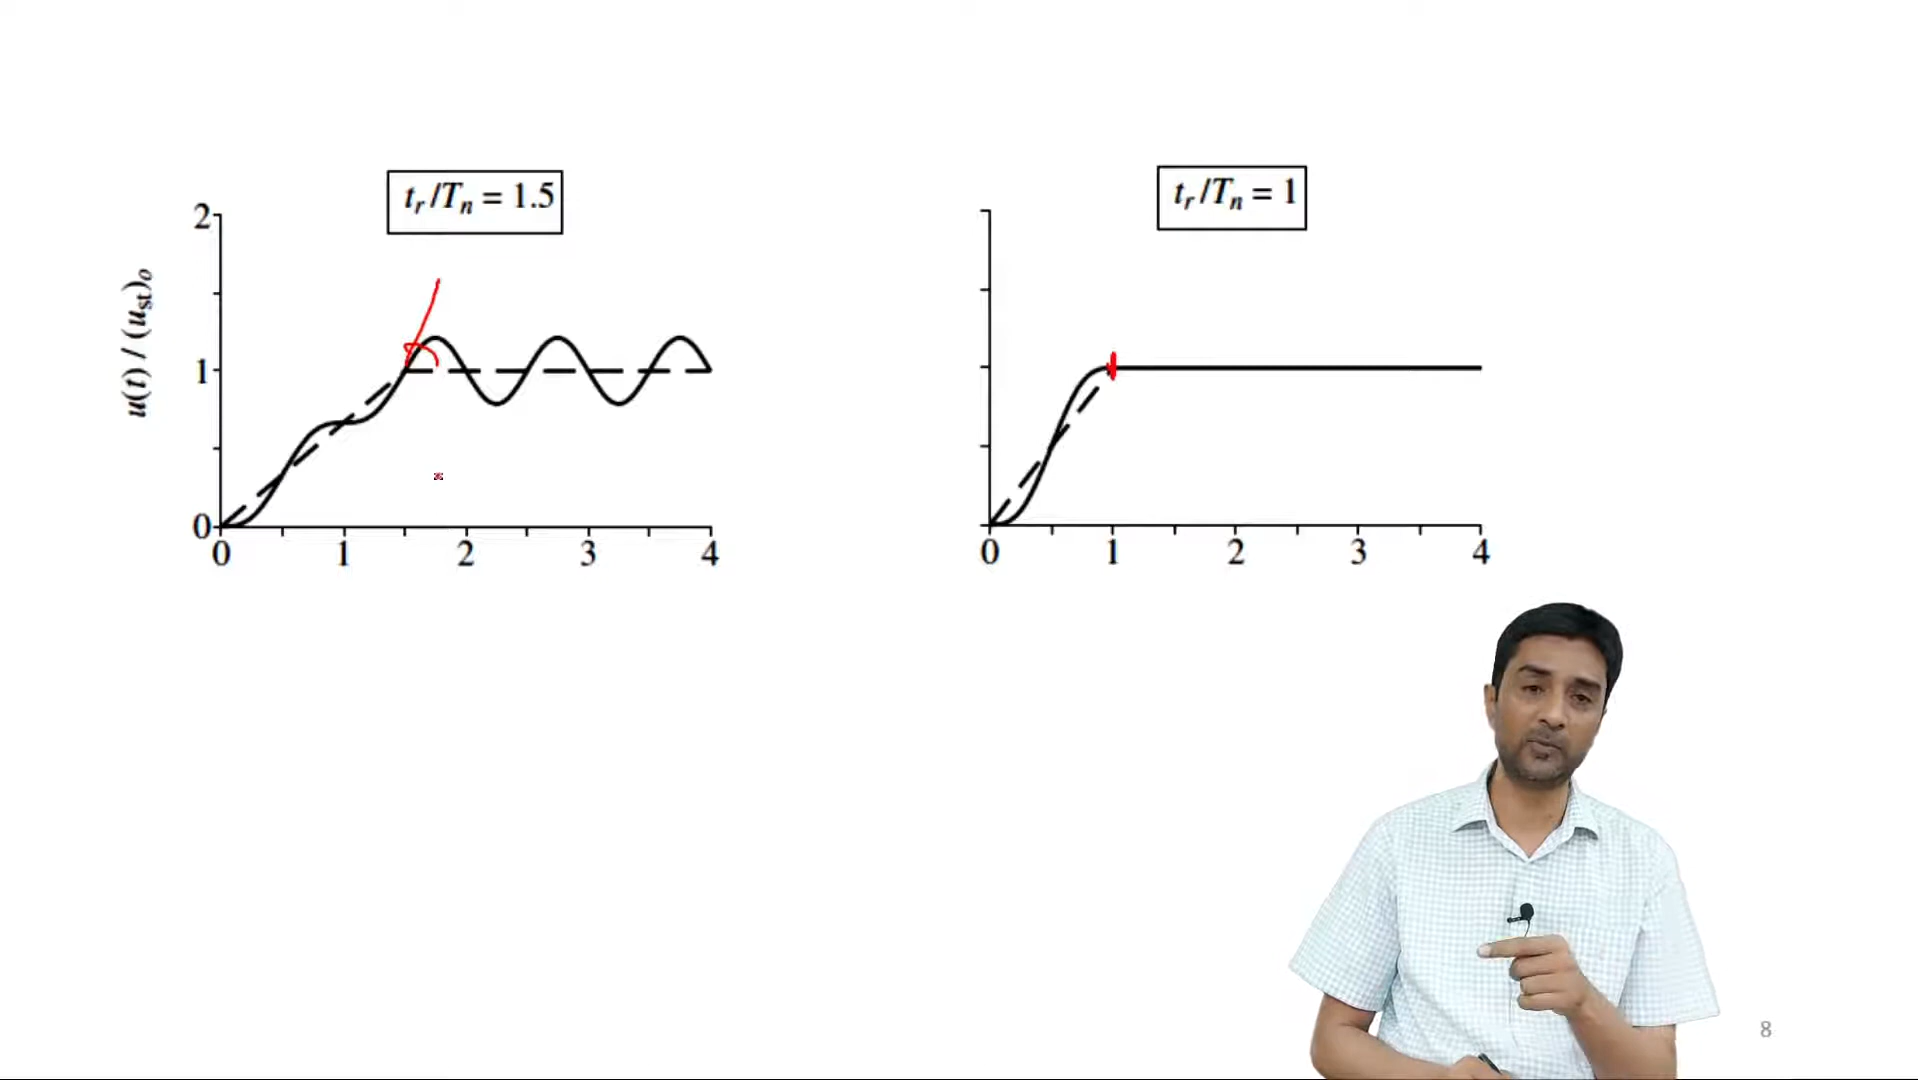 t_r/T_n = 1.5
t_r/T_n = 1
u(t) / (u_st)_o
2
1
0
0 1 2 3 4
0 1 2 3 4
8